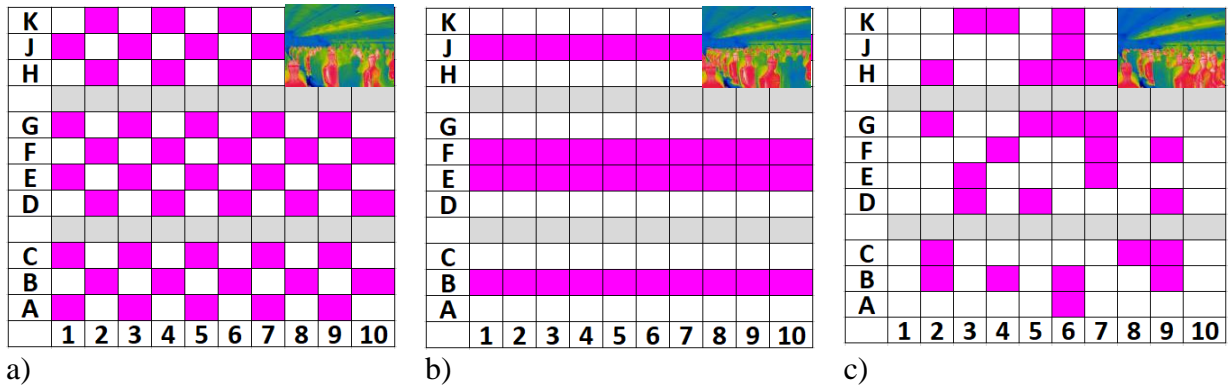 K K K
J J J
H H H
G G G
F F F
E E E
D D D
C C C
B B B
A A A
1 2 3 4 5 6 7 8 9 10 1 2 3 4 5 6 7 8 9 10 1 2 3 4 5 6 7 8 9 10
a) b) c)